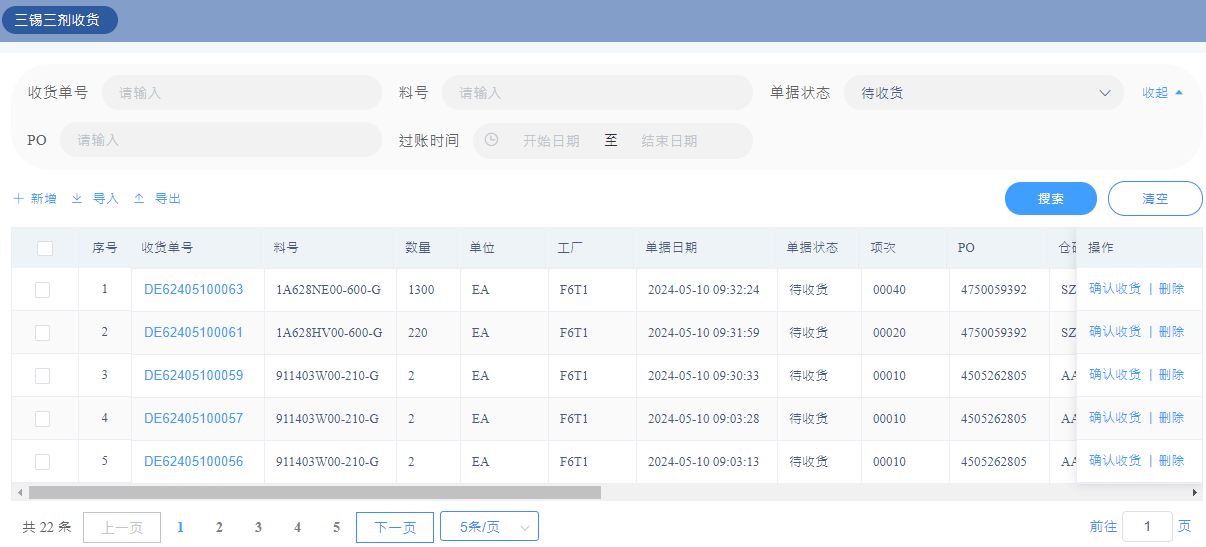 三锡三剂收货
收货单号 请输入 料号 请输入 单据状态 待收货 收起
PO 请输入 过账时间 开始日期 至 结束日期
新增 导入 导出 搜索 清空
序号 收货单号 料号 数量 单位 工厂 单据日期 单据状态 项次 PO 操作
1 DE62405100063 1A628NE00-600-G 1300 EA F6T1 2024-05-10 09:32:24 待收货 00040 4750059392 SZ 确认收货 | 删除
2 DE62405100061 1A628HV00-600-G 220 EA F6T1 2024-05-10 09:31:59 待收货 00020 4750059392 SZ 确认收货 | 删除
3 DE62405100059 911403W00-210-G 2 EA F6T1 2024-05-10 09:30:33 待收货 00010 4505262805 AA 确认收货 | 删除
4 DE62405100057 911403W00-210-G 2 EA F6T1 2024-05-10 09:03:28 待收货 00010 4505262805 AA 确认收货 | 删除
5 DE62405100056 911403W00-210-G 2 EA F6T1 2024-05-10 09:03:13 待收货 00010 4505262805 AA 确认收货 | 删除
共 22 条 上一页 1 2 3 4 5 下一页 5条/页 前往 1 页